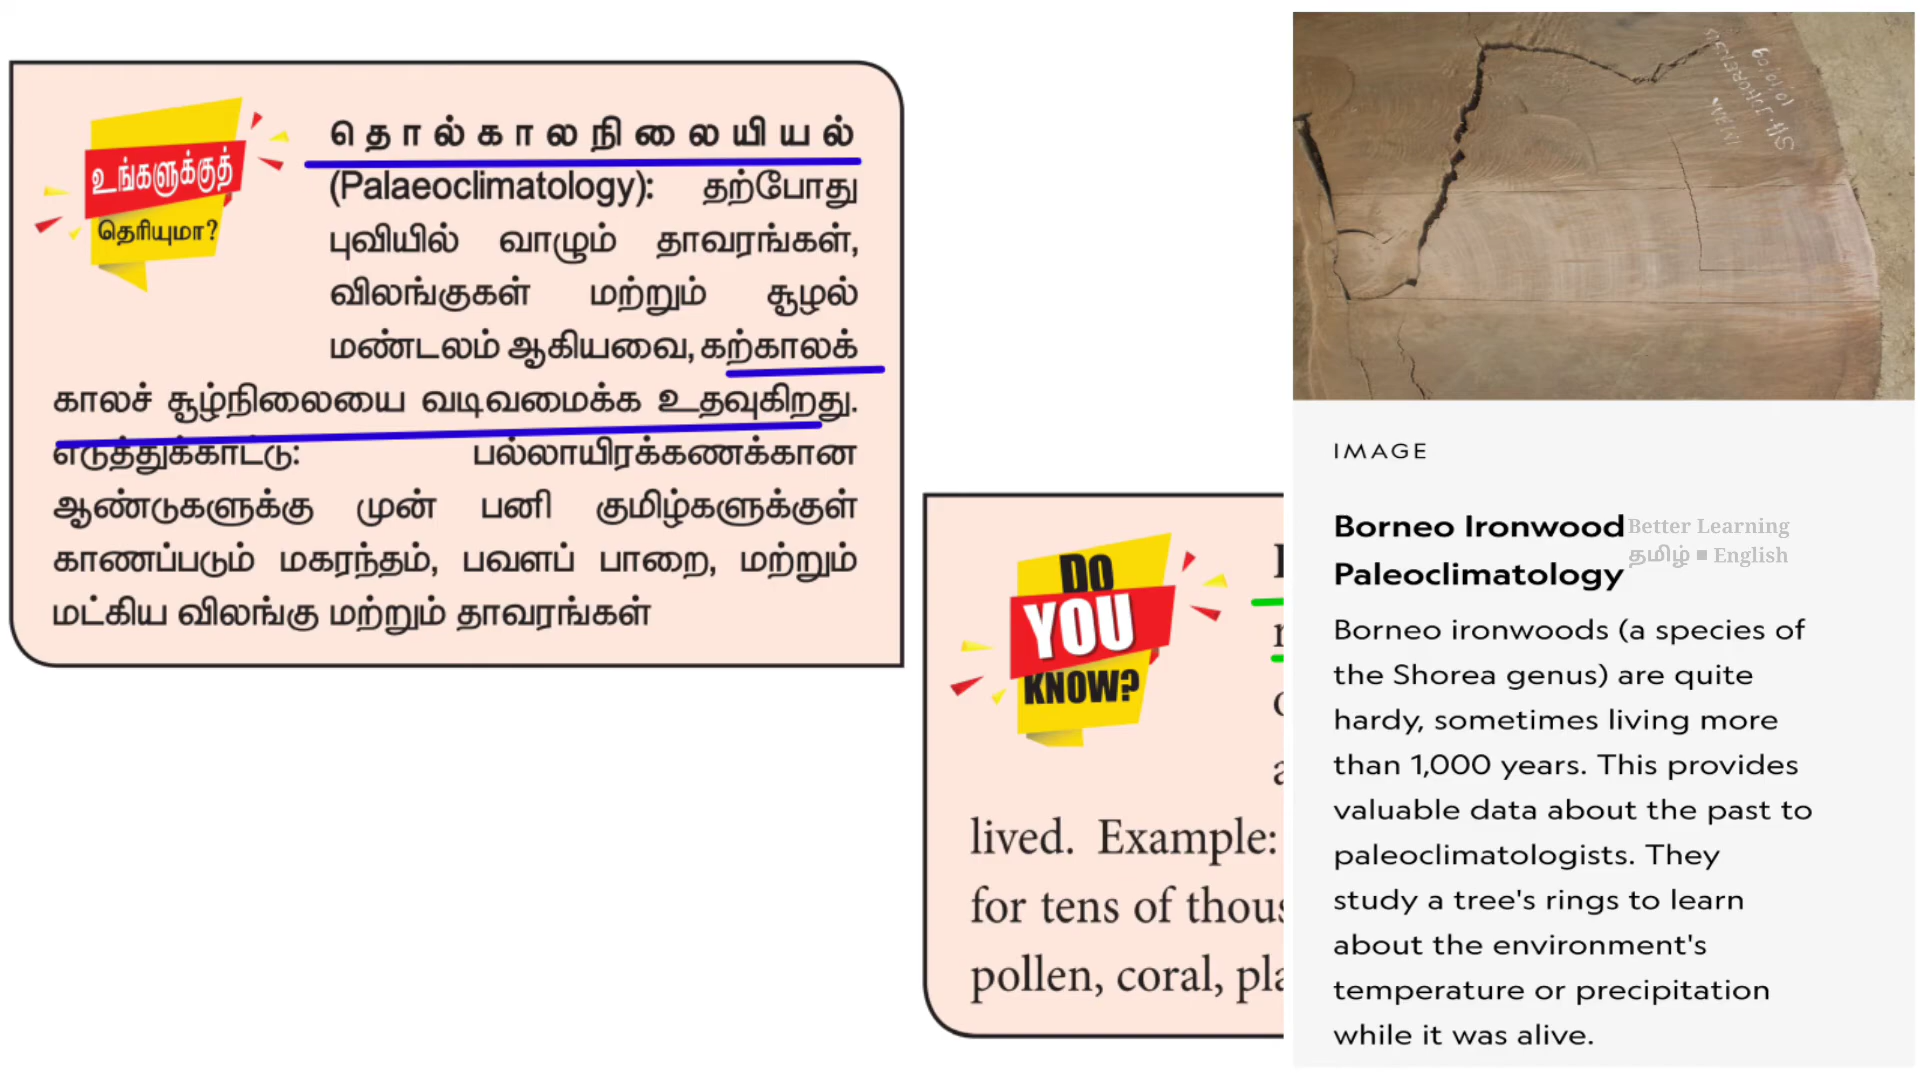 உங்களுக்குத்
தெரியுமா?
தொல்காலநிலையியல்
(Palaeoclimatology): தற்போது
புவியில் வாழும் தாவரங்கள்,
விலங்குகள் மற்றும் சூழல்
மண்டலம் ஆகியவை, கற்காலக்
காலச் சூழ்நிலையை வடிவமைக்க உதவுகிறது.
எடுத்துக்காட்டு: பல்லாயிரக்கணக்கான
ஆண்டுகளுக்கு முன் பனி குமிழ்களுக்குள்
காணப்படும் மகரந்தம், பவளப் பாறை, மற்றும்
மட்கிய விலங்கு மற்றும் தாவரங்கள்
DO
YOU
KNOW?
lived. Example:
for tens of
pollen, coral,
10/10/09
IMAGE
Borneo Ironwood
Paleoclimatology
Better Learning
தமிழ் ▪ English
Borneo ironwoods (a species of
the Shorea genus) are quite
hardy, sometimes living more
than 1,000 years. This provides
valuable data about the past to
paleoclimatologists. They
study a tree's rings to learn
about the environment's
temperature or precipitation
while it was alive.